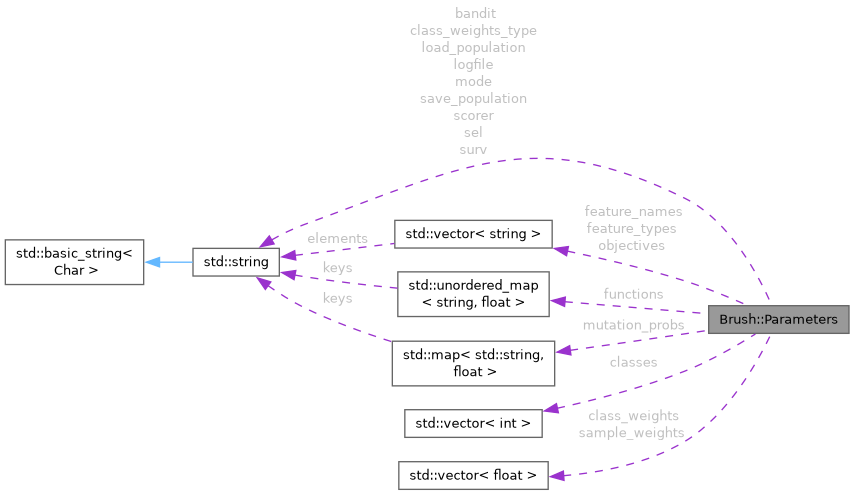 bandit
class_weights_type
load_population
logfile
mode
save_population
scorer
sel
surv
feature_names
feature_types
objectives
std::vector< string >
elements
std::basic_string<
Char >
std::string
keys
std::unordered_map
< string, float >
functions
keys
Brush::Parameters
mutation_probs
std::map< std::string,
float >
classes
std::vector< int >
class_weights
sample_weights
std::vector< float >